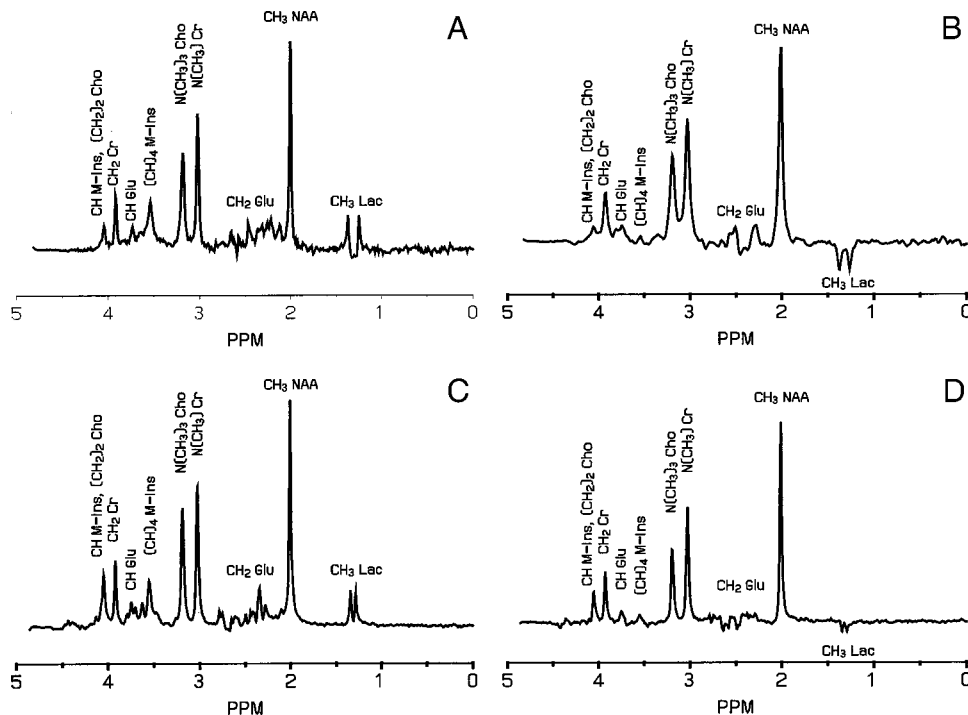 A
CH3 NAA
N(CH3)3 Cho
N(CH3) Cr
CH M-Ins, (CH2)2 Cho
CH2 Cr
CH Glu
(CH)4 M-Ins
CH2 Glu
CH3 Lac
5 4 3 2 1 0
PPM
B
CH3 NAA
N(CH3)3 Cho
N(CH3) Cr
CH M-Ins, (CH2)2 Cho
CH2 Cr
CH Glu
(CH)4 M-Ins
CH2 Glu
CH3 Lac
5 4 3 2 1 0
PPM
C
CH3 NAA
N(CH3)3 Cho
N(CH3) Cr
CH M-Ins, (CH2)2 Cho
CH2 Cr
CH Glu
(CH)4 M-Ins
CH2 Glu
CH3 Lac
5 4 3 2 1 0
PPM
D
CH3 NAA
N(CH3)3 Cho
N(CH3) Cr
CH M-Ins, (CH2)2 Cho
CH2 Cr
CH Glu
(CH)4 M-Ins
CH2 Glu
CH3 Lac
5 4 3 2 1 0
PPM